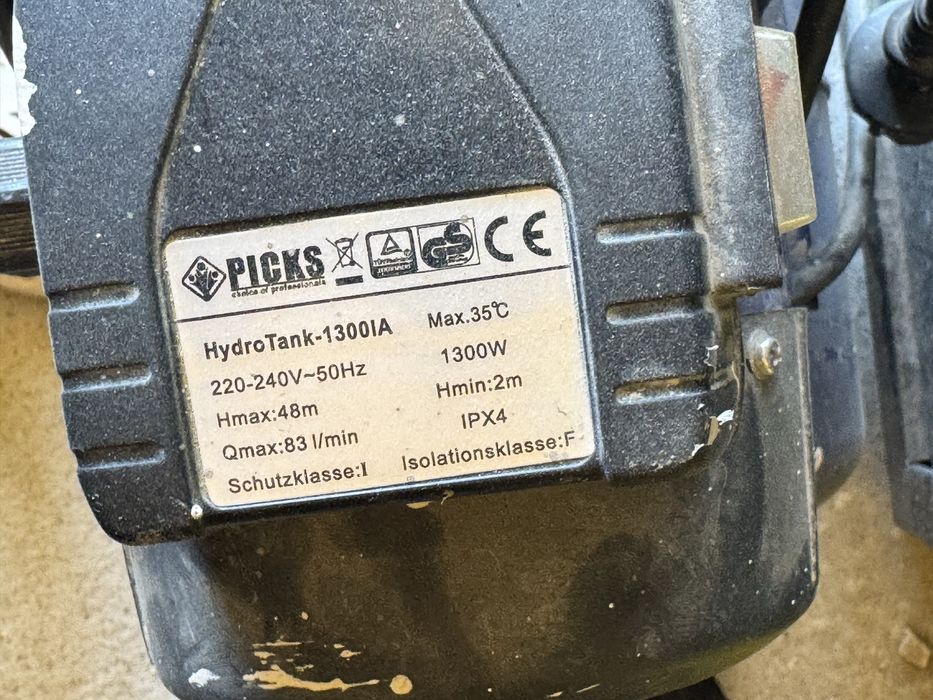 PICKS
choice of professionals
CE
HydroTank-1300IA
Max.35℃
220-240V~50Hz
1300W
Hmax:48m
Hmin:2m
Qmax:83 l/min
IPX4
Schutzklasse:I
Isolationsklasse:F